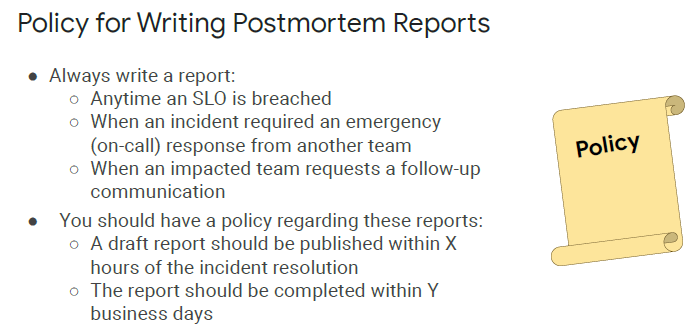 Policy for Writing Postmortem Reports
● Always write a report:
○ Anytime an SLO is breached
○ When an incident required an emergency
(on-call) response from another team
○ When an impacted team requests a follow-up
communication
● You should have a policy regarding these reports:
○ A draft report should be published within X
hours of the incident resolution
○ The report should be completed within Y
business days
Policy